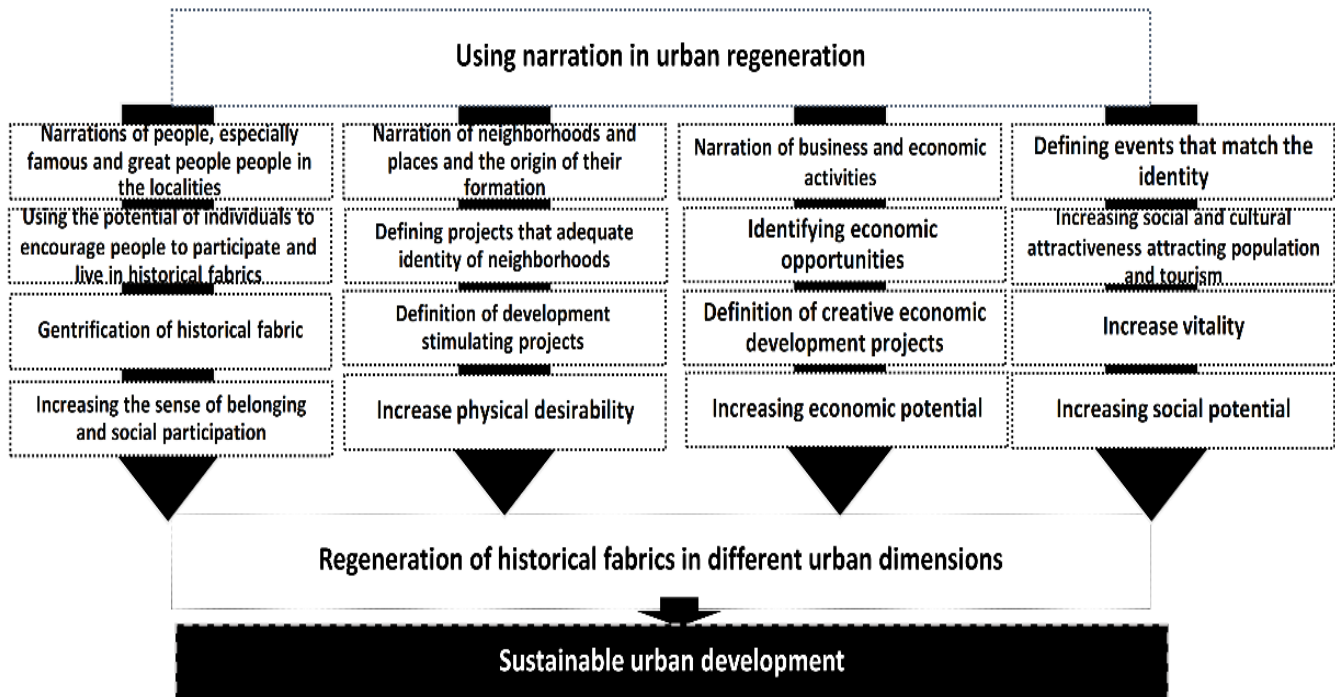 Using narration in urban regeneration
Narrations of people, especially
famous and great people people in
the localities
Using the potential of individuals to
encourage people to participate and
live in historical fabrics
Gentrification of historical fabric
Increasing the sense of belonging
and social participation
Narration of neighborhoods and
places and the origin of their
formation
Defining projects that adequate
identity of neighborhoods
Definition of development
stimulating projects
Increase physical desirability
Narration of business and economic
activities
Identifying economic
opportunities
Definition of creative economic
development projects
Increasing economic potential
Defining events that match the
identity
Increasing social and cultural
attractiveness attracting population
and tourism
Increase vitality
Increasing social potential
Regeneration of historical fabrics in different urban dimensions
Sustainable urban development